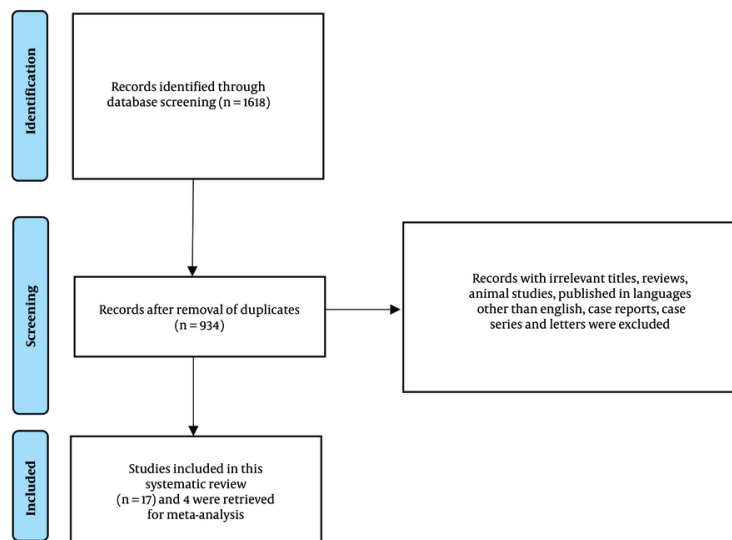 Identification
Records identified through
database screening (n = 1618)
Screening
Records after removal of duplicates
(n = 934)
Records with irrelevant titles, reviews,
animal studies, published in languages
other than english, case reports, case
series and letters were excluded
Included
Studies included in this
systematic review
(n = 17) and 4 were retrieved
for meta-analysis